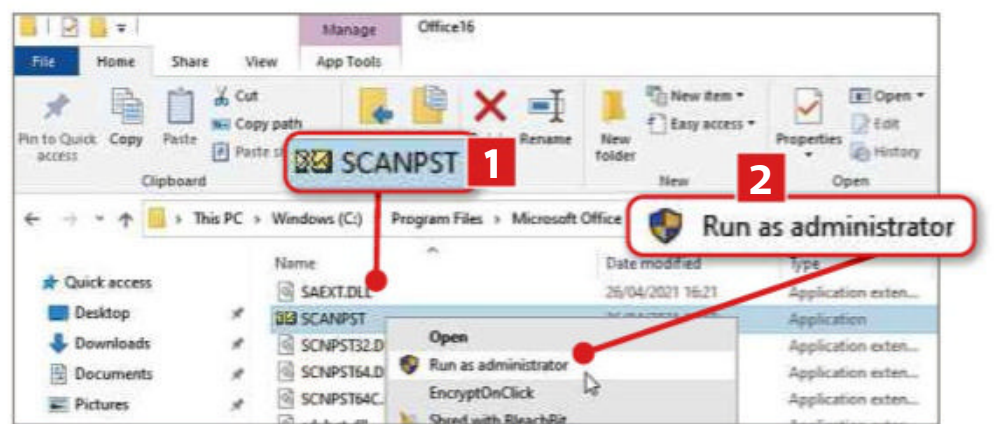 Manage Office16
File Home Share View App Tools
Pin to Quick access
Copy
Paste
Cut
Copy path
Paste
Rename
New folder
New item
Easy access
Properties
Open
Edit
History
Clipboard New Open
SCANPST 1
2
Run as administrator
This PC > Windows (C:) Program Files > Microsoft Office
Name Date modified Type
Quick access
Desktop
Downloads
Documents
Pictures
SAEXT.DLL 26/04/2021 16:21 Application exten...
SCANPST Application
SCNPST32.D Application exten...
SCNPST64.D Application exten...
SCNPST64C. Application exten...
Open
Run as administrator
EncryptOnClick
Shred with BleachBit